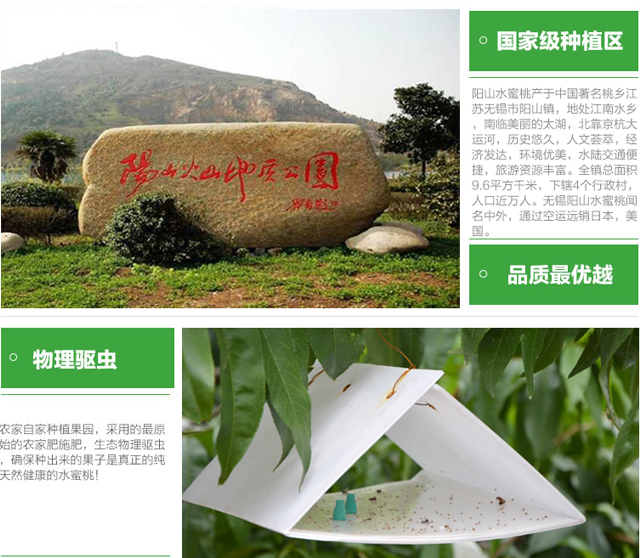 陽山火山地质公園
国家级种植区
阳山水蜜桃产于中国著名桃乡江
苏无锡市阳山镇，地处江南水乡
，南临美丽的太湖，北靠京杭大
运河，历史悠久，人文荟萃，经
济发达，环境优美，水陆交通便
捷，旅游资源丰富。全镇总面积
9.6平方千米，下辖4个行政村，
人口近万人。无锡阳山水蜜桃闻
名中外，通过空运远销日本，美
国。
品质最优越
物理驱虫
农家自家种植果园，采用的最原
始的农家肥施肥，生态物理驱虫
，确保种出来的果子是真正的纯
天然健康的水蜜桃！